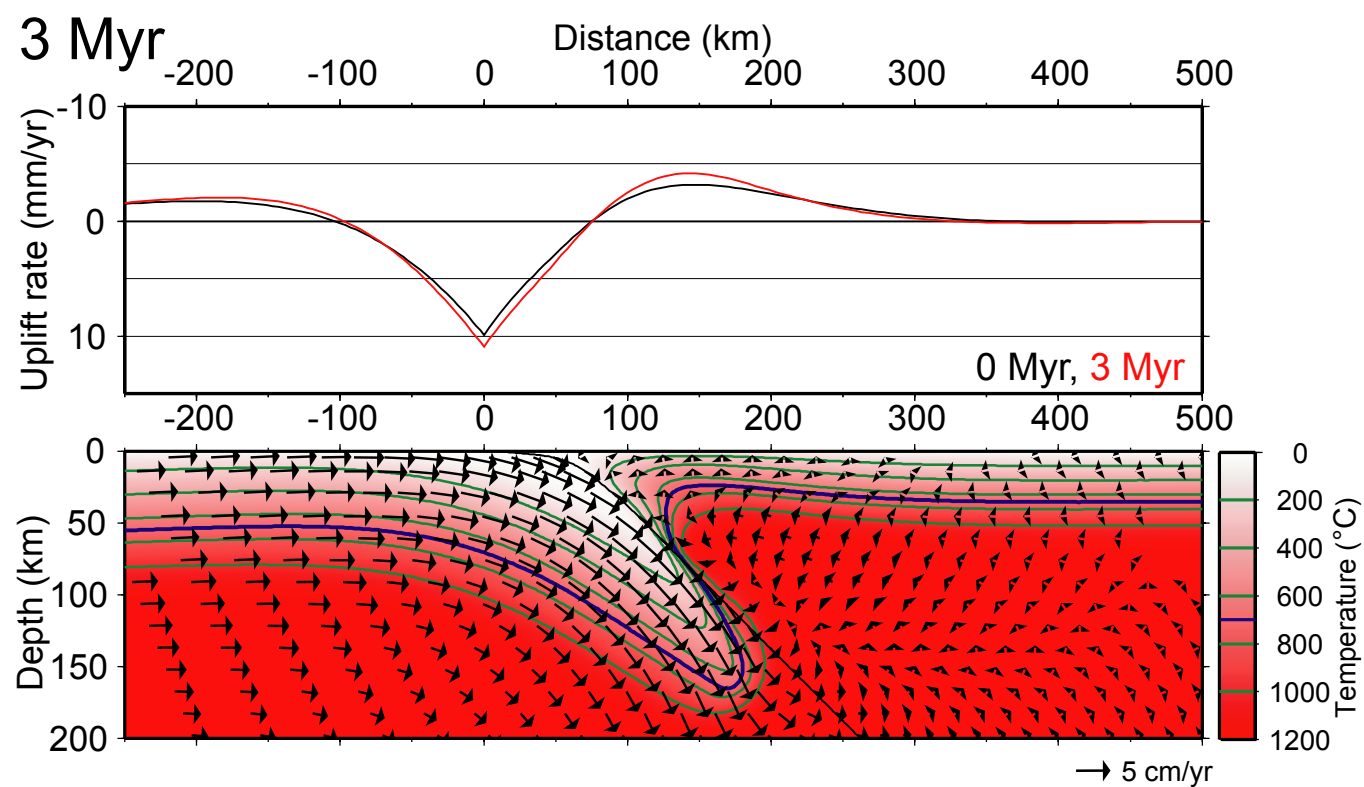 3 Myr
Distance (km)
-200 -100 0 100 200 300 400 500
Uplift rate (mm/yr)
-10
0
10
0 Myr, 3 Myr
-200 -100 0 100 200 300 400 500
Depth (km)
0
50
100
150
200
0
200
400
600
800
1000
1200
Temperature (°C)
5 cm/yr